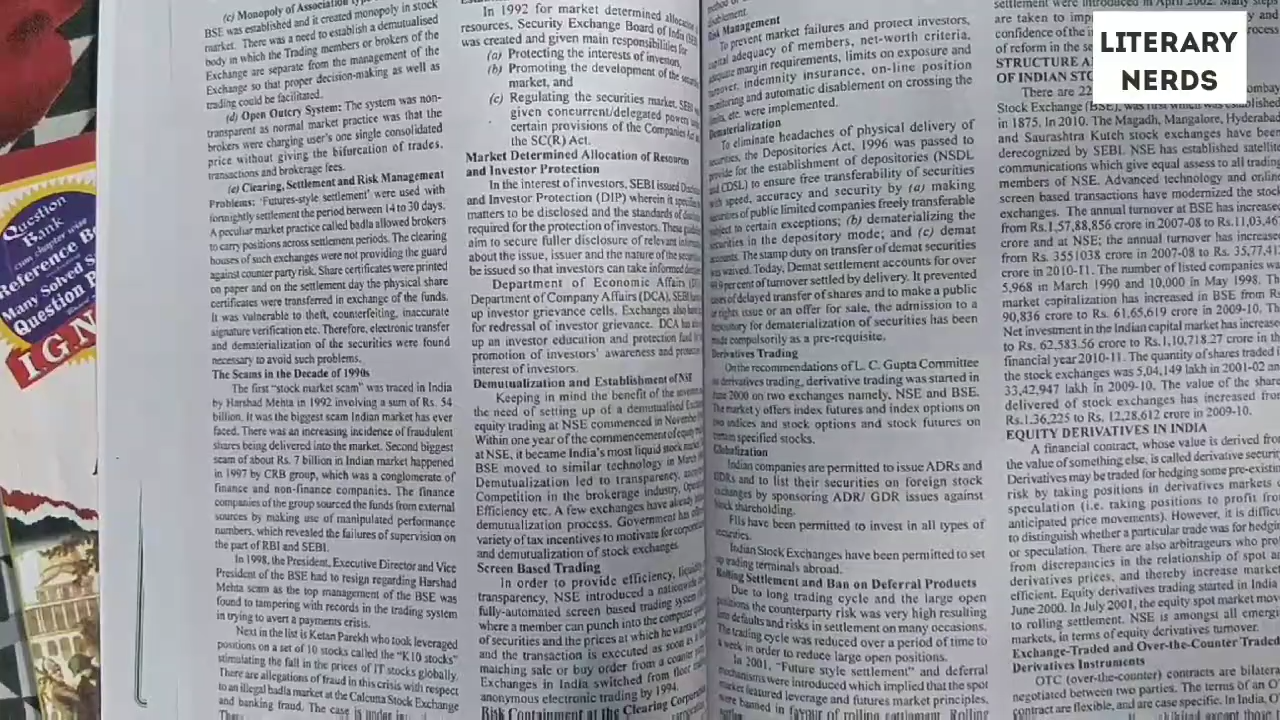 (c) Monopoly of Association
BSE was established and it created monopoly in stock
market. There was a need to establish a demutualised
body in which the Trading members or brokers of the
Exchange are separate from the management of the
Exchange so that proper decision-making as well as
trading could be facilitated.
(d) Open Outcry System: The system was non-
transparent as normal market practice was that the
brokers were charging user's one single consolidated
price without giving the bifurcation of trades,
transactions and brokerage fees.
(e) Clearing, Settlement and Risk Management
Problems: 'Futures-style settlement' were used with
fortnightly settlement the period between 14 to 30 days.
A peculiar market practice called badla allowed brokers
to carry positions across settlement periods. The clearing
houses of such exchanges were not providing the guard
against counter party risk. Share certificates were printed
on paper and on the settlement day the physical share
certificates were transferred in exchange of the funds.
It was vulnerable to theft, counterfeiting, inaccurate
signature verification etc. Therefore, electronic transfer
and dematerialization of the securities were found
necessary to avoid such problems.
The Scams in the Decade of 1990s
The first "stock market scam" was traced in India
by Harshad Mehta in 1992 involving a sum of Rs. 54
billion. It was the biggest scam Indian market has ever
faced. There was an increasing incidence of fraudulent
shares being delivered into the market. Second biggest
scam of about Rs. 7 billion in Indian market happened
in 1997 by CRB group, which was a conglomerate of
finance and non-finance companies. The finance
companies of the group sourced the funds from external
sources by making use of manipulated performance
numbers, which revealed the failures of supervision on
the part of RBI and SEBI.
In 1998, the President, Executive Director and Vice
President of the BSE had to resign regarding Harshad
Mehta scam as the top management of the BSE was
found to tampering with records in the trading system
in trying to avert a payments crisis.
Next in the list is Ketan Parekh who took leveraged
positions on a set of 10 stocks called the "K10 stocks"
stimulating the fall in the prices of IT stocks globally.
There are allegations of fraud in this crisis with respect
to an illegal badla market at the Calcutta Stock Exchange
and banking fraud. The case is under
In 1992 for market determined
resources, Security Exchange Board of India
was created and given main responsibilities for
(a) Protecting the interests of investors,
(b) Promoting the development of the
market, and
(c) Regulating the securities market. SEBI
given concurrent/delegated power
certain provisions of the Companies Act
the SC(R) Act.
Market Determined Allocation of Resources
and Investor Protection
In the interest of investors, SEBI issued
and Investor Protection (DIP) wherein it
matters to be disclosed and the standards of
required for the protection of investors. These
aim to secure fuller disclosure of relevant
about the issue, issuer and the nature of the
be issued so that investors can take informed
Department of Economic Affairs
Department of Company Affairs (DCA), SEBI
up investor grievance cells. Exchanges also
for redressal of investor grievance. DCA has
up an investor education and protection fund
promotion of investors' awareness and
interest of investors.
Demutualization and Establishment of NSE
Keeping in mind the benefit of the
the need of setting up of a demutualised
equity trading at NSE commenced in November
Within one year of the commencement of equity
at NSE, it became India's most liquid stock
BSE moved to similar technology in March
Demutualization led to transparency,
Competition in the brokerage industry,
Efficiency etc. A few exchanges have already
demutualization process. Government has
variety of tax incentives to motivate for
and demutualization of stock exchanges.
Screen Based Trading
In order to provide efficiency,
transparency, NSE introduced a
fully-automated screen based trading system
where a member can punch into the computer
of securities and the prices at which he
and the transaction is executed as soon as
matching sale or buy order from a counter
Exchanges in India switched from
anonymous electronic trading by 1994.
Risk Containment at the Clearing Corporation
Risk Management
To prevent market failures and protect investors,
capital adequacy of members, net-worth criteria,
adequate margin requirements, limits on exposure and
turnover, indemnity insurance, on-line position
monitoring and automatic disablement on crossing the
limits, etc. were implemented.
Dematerialization
To eliminate headaches of physical delivery of
securities, the Depositories Act, 1996 was passed to
provide for the establishment of depositories (NSDL
and CDSL) to ensure free transferability of securities
with speed, accuracy and security by (a) making
securities of public limited companies freely transferable
subject to certain exceptions; (b) dematerializing the
securities in the depository mode; and (c) demat
accounts. The stamp duty on transfer of demat securities
was waived. Today, Demat settlement accounts for over
percent of turnover settled by delivery. It prevented
cases of delayed transfer of shares and to make a public
or rights issue or an offer for sale, the admission to a
depository for dematerialization of securities has been
made compulsorily as a pre-requisite.
Derivatives Trading
On the recommendations of L. C. Gupta Committee
on derivatives trading, derivative trading was started in
June 2000 on two exchanges namely, NSE and BSE.
The market offers index futures and index options on
two indices and stock options and stock futures on
certain specified stocks.
Globalization
Indian companies are permitted to issue ADRs and
GDRs and to list their securities on foreign stock
exchanges by sponsoring ADR/ GDR issues against
block shareholding.
FIIs have been permitted to invest in all types of
securities.
Indian Stock Exchanges have been permitted to set
up trading terminals abroad.
Rolling Settlement and Ban on Deferral Products
Due to long trading cycle and the large open
positions the counterparty risk was very high resulting
into defaults and risks in settlement on many occasions.
The trading cycle was reduced over a period of time to
a week in order to reduce large open positions.
In 2001, "Future style settlement" and deferral
mechanisms were introduced which implied that the spot
market featured leverage and futures market principles,
were banned in favour of rolling settlement. Rolling
settlement were introduced in April 2002. Many steps
are taken to
confidence of the
of reform in the
STRUCTURE
OF INDIAN
There are 22
Stock Exchange (BSE), was first which was established
in 1875. In 2010. The Magadh, Mangalore, Hyderabad
and Saurashtra Kutch stock exchanges have been
derecognized by SEBI. NSE has established satellite
communications which give equal assess to all trading
members of NSE. Advanced technology and online
screen based transactions have modernized the stock
exchanges. The annual turnover at BSE has increased
from Rs.1,57,88,856 crore in 2007-08 to Rs.11,03,46
crore and at NSE; the annual turnover has increased
from Rs. 3551038 crore in 2007-08 to Rs. 35,77,41
crore in 2010-11. The number of listed companies was
5,968 in March 1990 and 10,000 in May 1998. The
market capitalization has increased in BSE from Rs
90,836 crore to Rs. 61,65,619 crore in 2009-10. The
Net investment in the Indian capital market has increased
to Rs. 62,583.56 crore to Rs.1,10,718.27 crore in the
financial year 2010-11. The quantity of shares traded
the stock exchanges was 5,04,149 lakh in 2001-02 an
33,42,947 lakh in 2009-10. The value of the share
delivered of stock exchanges has increased from
Rs.1,36,225 to Rs. 12,28,612 crore in 2009-10.
EQUITY DERIVATIVES IN INDIA
A financial contract, whose value is derived from
the value of something else, is called derivative security
Derivatives may be traded for hedging some pre-existing
risk by taking positions in derivatives markets
speculation (i.e. taking positions to profit from
anticipated price movements). However, it is difficult
to distinguish whether a particular trade was for hedging
or speculation. There are also arbitrageurs who profit
from discrepancies in the relationship of spot and
derivatives prices, and thereby increase market
efficient. Equity derivatives trading started in India
June 2000. In July 2001, the equity spot market moved
to rolling settlement. NSE is amongst all emerging
markets, in terms of equity derivatives turnover.
Exchange-Traded and Over-the-Counter Traded
Derivatives Instruments
OTC (over-the-counter) contracts are bilateral
negotiated between two parties. The terms of an OTC
contract are flexible, and are case specific. In India,
LITERARY
NERDS
Question
Bank
cum chapter wise
Reference
Many Solved
Question
IGN